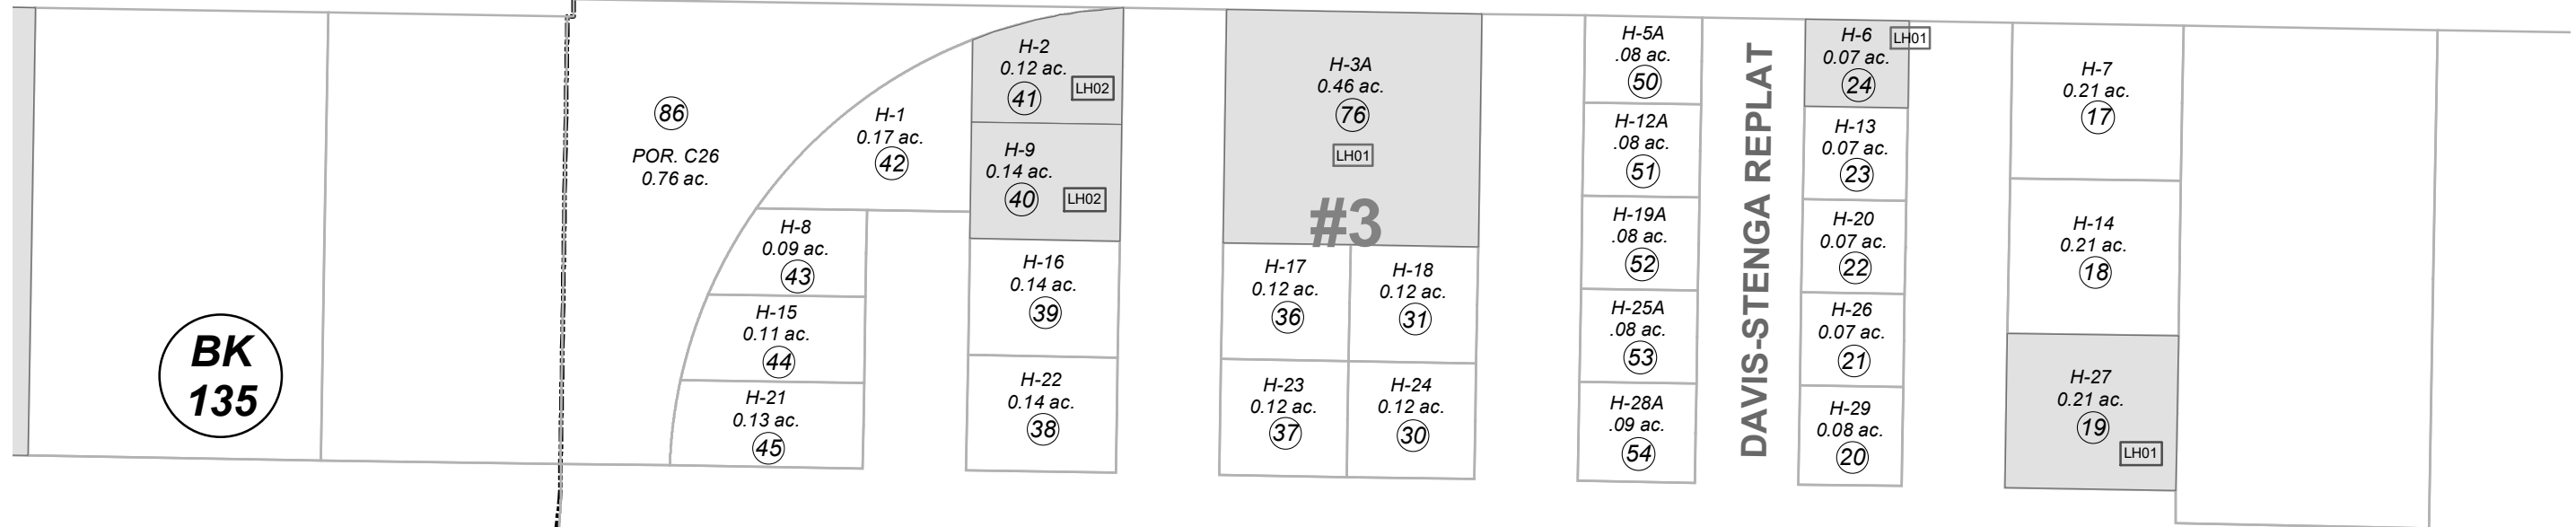 BK
135
86
POR. C26
0.76 ac.
H-1
0.17 ac.
42
H-8
0.09 ac.
43
H-15
0.11 ac.
44
H-21
0.13 ac.
45
H-2
0.12 ac.
41
LH02
H-9
0.14 ac.
40
LH02
H-16
0.14 ac.
39
H-22
0.14 ac.
38
H-3A
0.46 ac.
76
LH01
#3
H-17
0.12 ac.
36
H-18
0.12 ac.
31
H-23
0.12 ac.
37
H-24
0.12 ac.
30
H-5A
.08 ac.
50
H-12A
.08 ac.
51
H-19A
.08 ac.
52
H-25A
.08 ac.
53
H-28A
.09 ac.
54
DAVIS-STENGA REPLAT
H-6
0.07 ac.
24
LH01
H-13
0.07 ac.
23
H-20
0.07 ac.
22
H-26
0.07 ac.
21
H-29
0.08 ac.
20
H-7
0.21 ac.
17
H-14
0.21 ac.
18
H-27
0.21 ac.
19
LH01